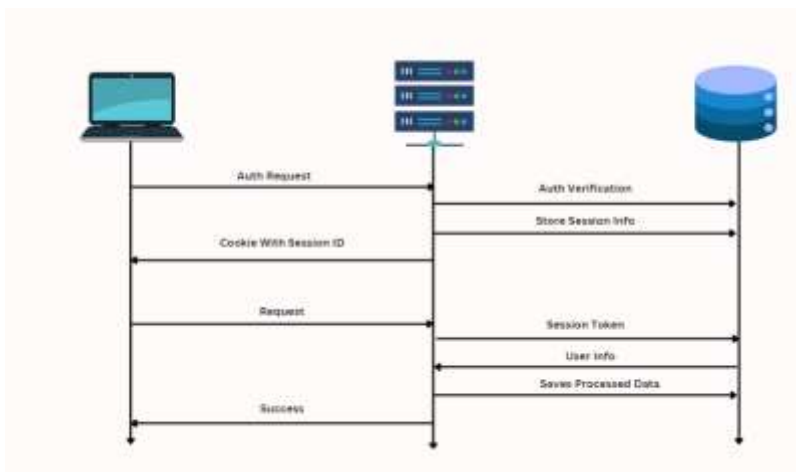 Auth Request
Auth Verification
Store Session Info
Cookie With Session ID
Request
Session Token
User Info
Saves Processed Data
Success